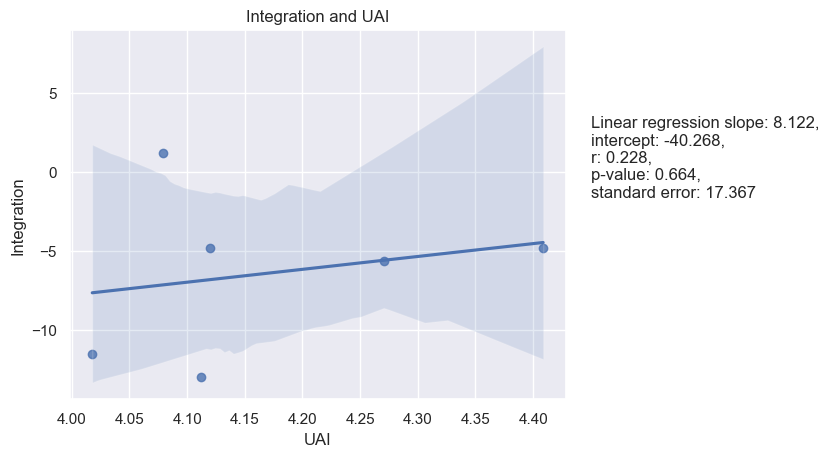 Integration and UAI
5
0
−5
−10
Integration
4.00 4.05 4.10 4.15 4.20 4.25 4.30 4.35 4.40
UAI
Linear regression slope: 8.122,
intercept: -40.268,
r: 0.228,
p-value: 0.664,
standard error: 17.367